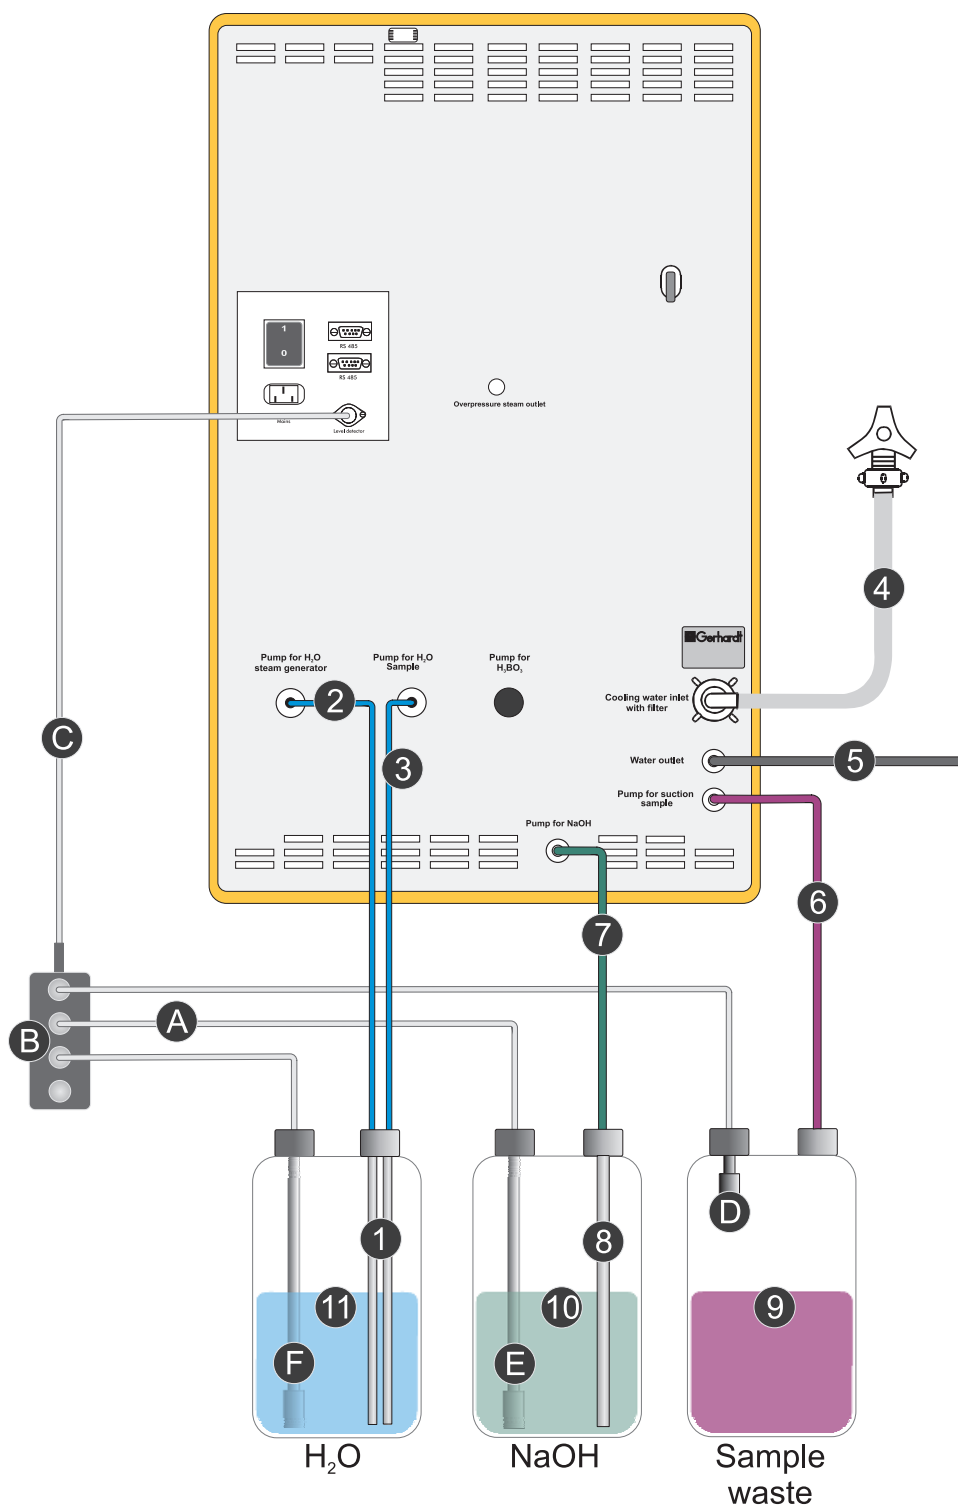 1
0
RS 485
RS 485
Mains
Level detector
Overpressure steam outlet
4
Gerhardt
Pump for H₂O
steam generator
Pump for H₂O
Sample
Pump for
H₃BO₃
Cooling water inlet
with filter
2
C
3
Water outlet
5
Pump for suction
sample
Pump for NaOH
6
7
A
B
D
1
8
11
10
9
F
E
H₂O
NaOH
Sample
waste